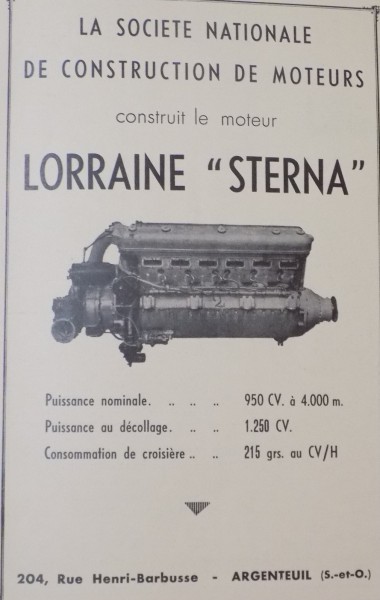 LA SOCIETE NATIONALE
DE CONSTRUCTION DE MOTEURS
construit le moteur
LORRAINE “STERNA”
2
Puissance nominale. .. .. .. 950 CV. à 4.000 m.
Puissance au décollage. .. .. 1.250 CV.
Consommation de croisière .. .. 215 grs. au CV/H
204, Rue Henri-Barbusse - ARGENTEUIL (S.-et-O.)